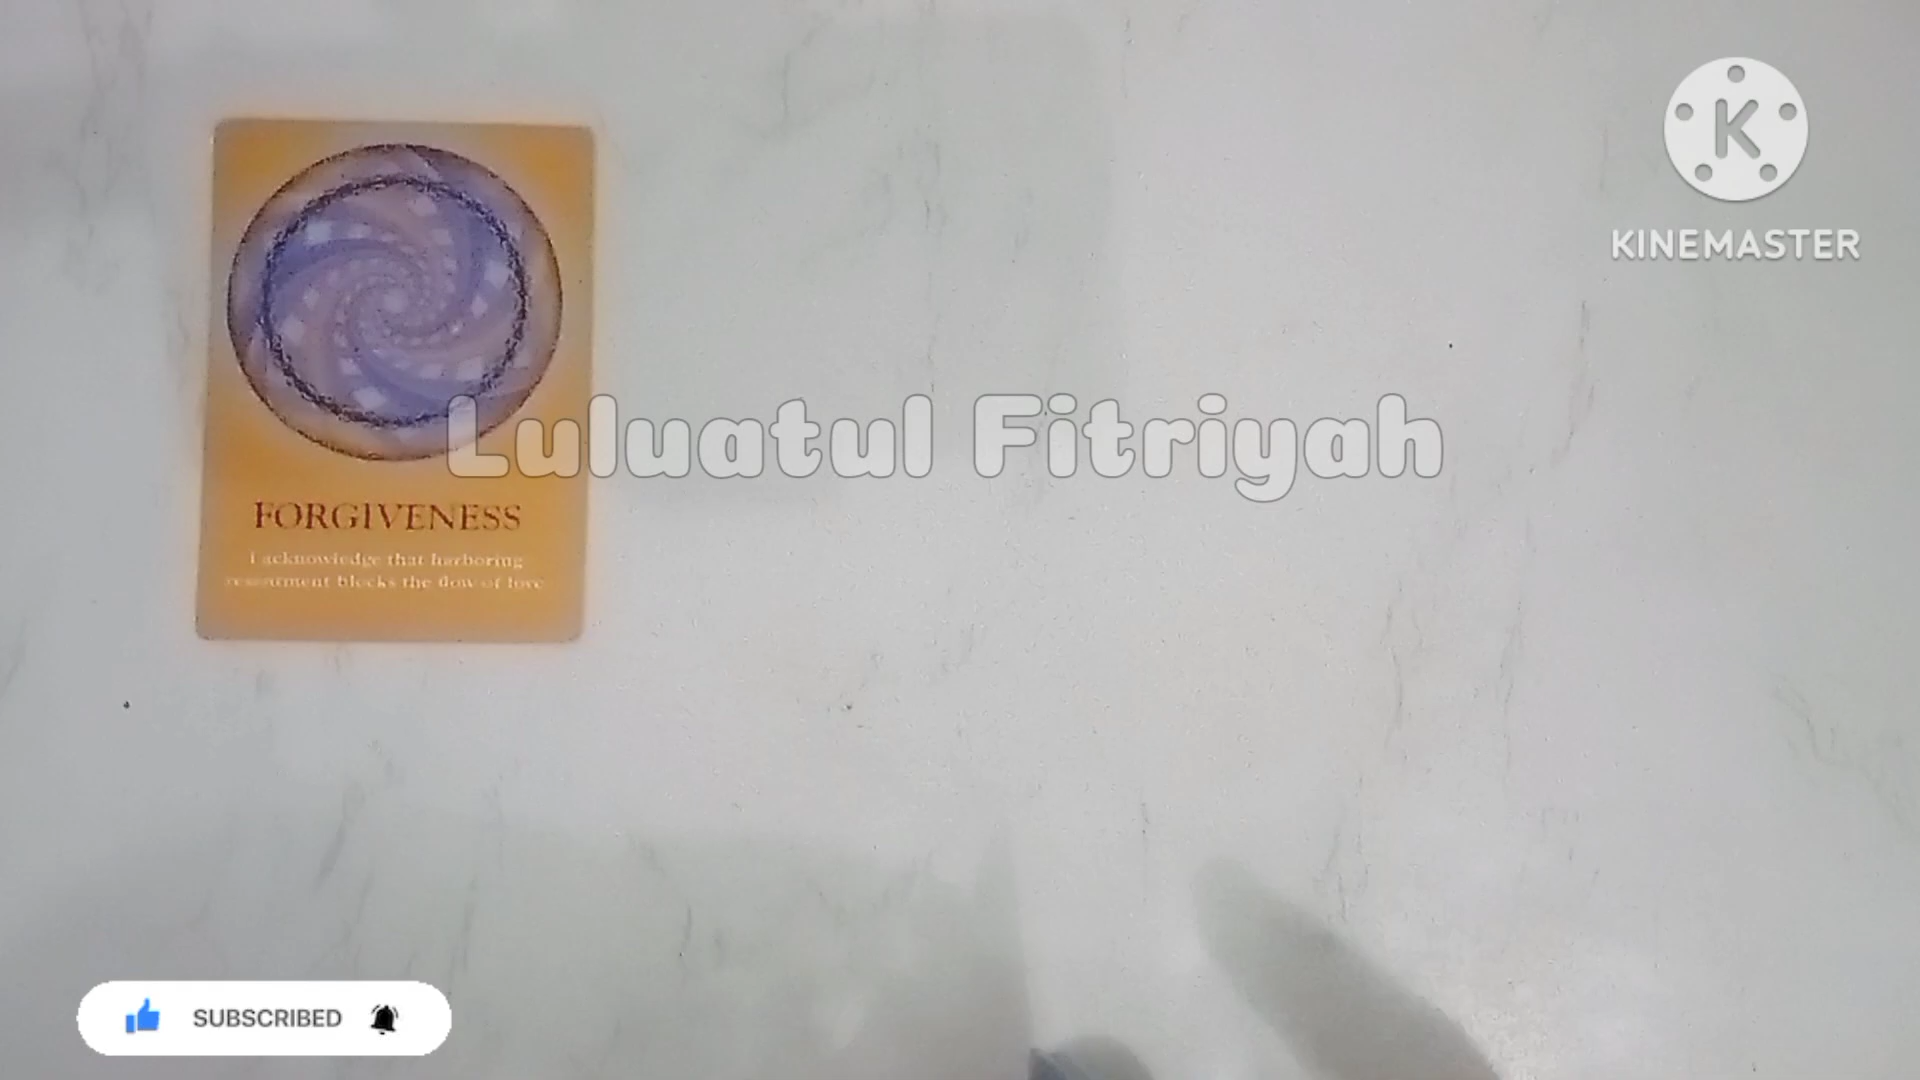 KINEMASTER
Luluatul Fitriyah
FORGIVENESS
I acknowledge that harboring
resentment blocks the flow of love
SUBSCRIBED